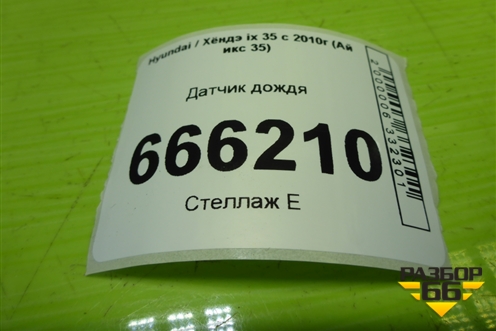 Hyundai / Хёндэ ix 35 с 2010г (Ай
икс 35)
Датчик дождя
666210
Стеллаж Е
2000006332301
РАЗБОР
66